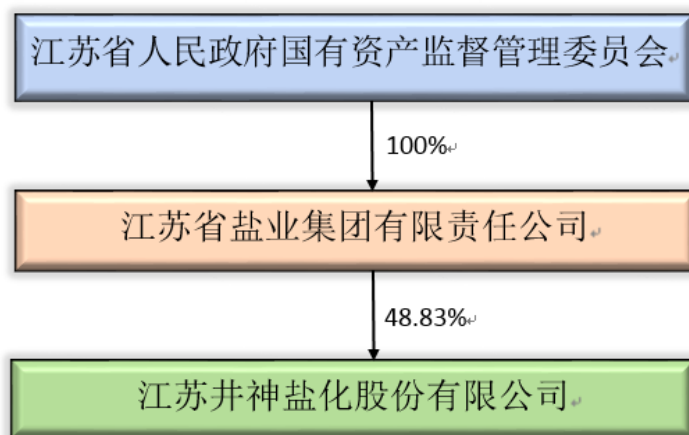 江苏省人民政府国有资产监督管理委员会
100%
江苏省盐业集团有限责任公司
48.83%
江苏井神盐化股份有限公司